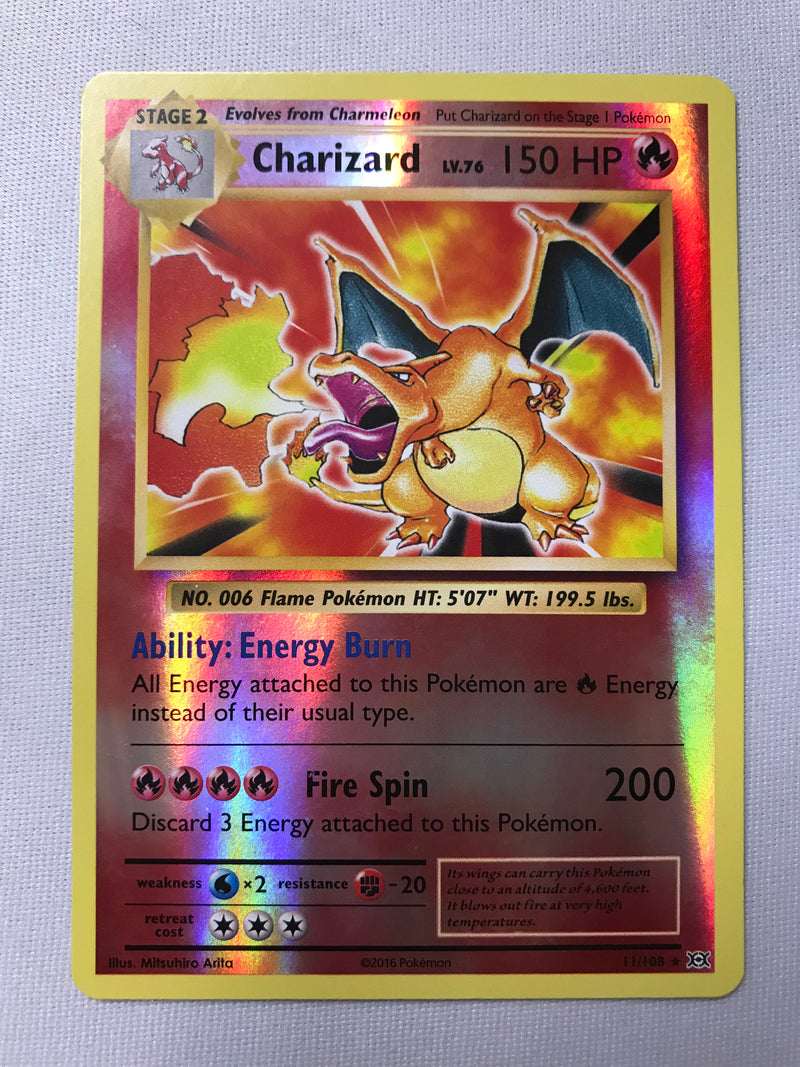 STAGE 2 Evolves from Charmeleon Put Charizard on the Stage 1 Pokémon
Charizard LV.76 150 HP
NO. 006 Flame Pokémon HT: 5'07" WT: 199.5 lbs.
Ability: Energy Burn
All Energy attached to this Pokémon are Energy
instead of their usual type.
Fire Spin 200
Discard 3 Energy attached to this Pokémon.
weakness ×2 resistance -20
retreat
cost
Its wings can carry this Pokémon
close to an altitude of 4,600 feet.
It blows out fire at very high
temperatures.
Illus. Mitsuhiro Arita ©2016 Pokémon 11/108 ★